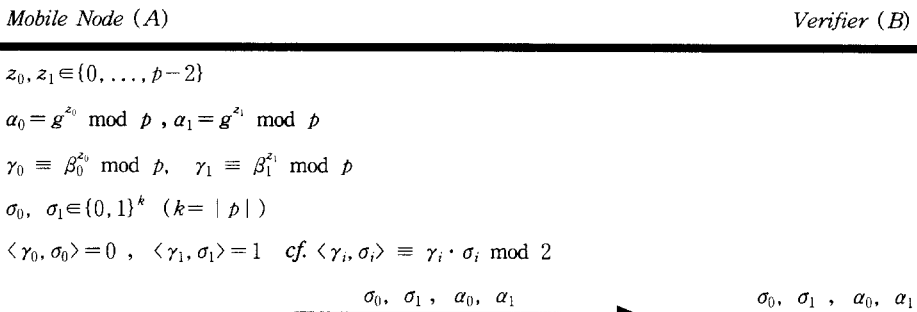 Mobile Node (A) Verifier (B)
z₀, z₁∈{0, ..., p−2}
α₀ = g^{z₀} mod p , α₁ = g^{z₁} mod p
γ₀ ≡ β₀^{z₀} mod p, γ₁ ≡ β₁^{z₁} mod p
σ₀, σ₁∈{0, 1}^k (k= | p | )
⟨γ₀, σ₀⟩=0 , ⟨γ₁, σ₁⟩=1 cf. ⟨γᵢ, σᵢ⟩ ≡ γᵢ · σᵢ mod 2
σ₀, σ₁ , α₀, α₁ σ₀, σ₁ , α₀, α₁